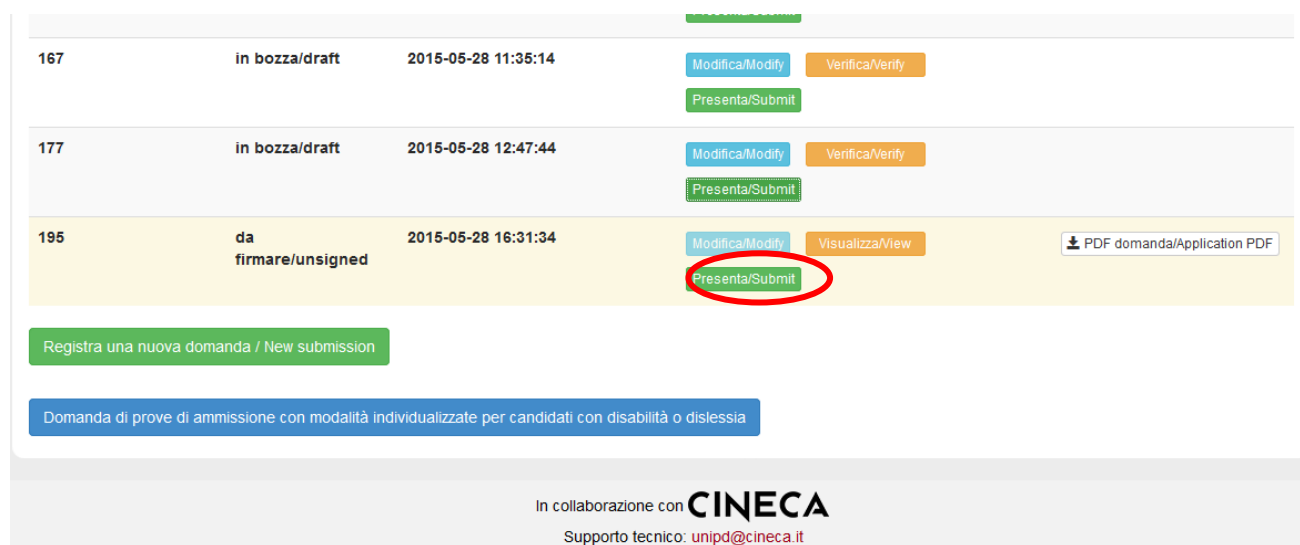 Presenta/Submit
167 in bozza/draft 2015-05-28 11:35:14 Modifica/Modify Verifica/Verify
Presenta/Submit
177 in bozza/draft 2015-05-28 12:47:44 Modifica/Modify Verifica/Verify
Presenta/Submit
195 da 2015-05-28 16:31:34 Modifica/Modify Visualizza/View PDF domanda/Application PDF
firmare/unsigned
Presenta/Submit
Registra una nuova domanda / New submission
Domanda di prove di ammissione con modalità individualizzate per candidati con disabilità o dislessia
In collaborazione con CINECA
Supporto tecnico: unipd@cineca.it